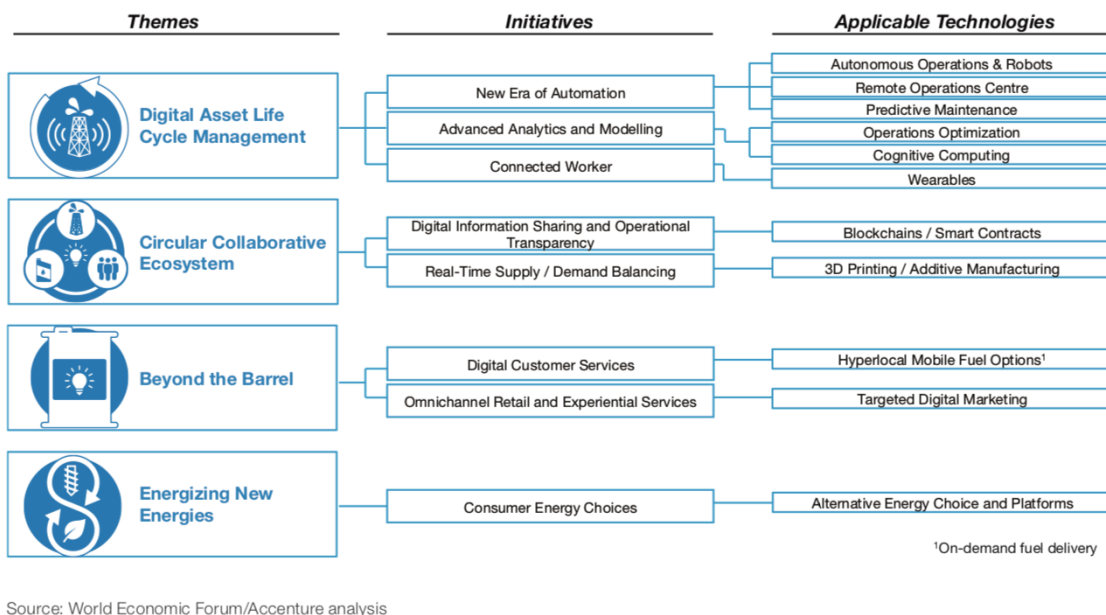 Themes
Initiatives
Applicable Technologies
Digital Asset Life
Cycle Management
New Era of Automation
Advanced Analytics and Modelling
Connected Worker
Autonomous Operations & Robots
Remote Operations Centre
Predictive Maintenance
Operations Optimization
Cognitive Computing
Wearables
Circular Collaborative
Ecosystem
Digital Information Sharing and Operational
Transparency
Real-Time Supply / Demand Balancing
Blockchains / Smart Contracts
3D Printing / Additive Manufacturing
Beyond the Barrel
Digital Customer Services
Omnichannel Retail and Experiential Services
Hyperlocal Mobile Fuel Options¹
Targeted Digital Marketing
Energizing New
Energies
Consumer Energy Choices
Alternative Energy Choice and Platforms
¹On-demand fuel delivery
Source: World Economic Forum/Accenture analysis